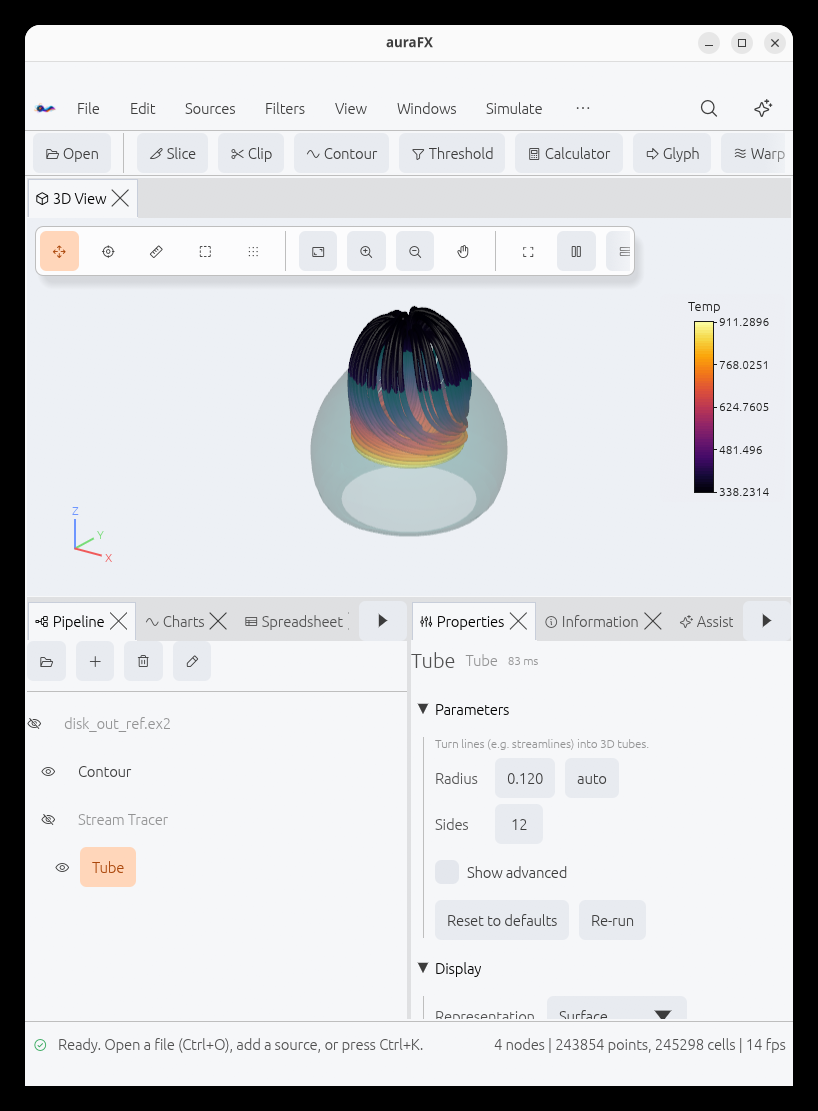 auraFX
File Edit Sources Filters View Windows Simulate ...
Open Slice Clip Contour Threshold Calculator Glyph Warp
3D View
Temp
911.2896
768.0251
624.7605
481.496
338.2314
Z
Y
X
Pipeline Charts Spreadsheet
Properties Information Assist
Tube Tube 83 ms
Parameters
disk_out_ref.ex2
Turn lines (e.g. streamlines) into 3D tubes.
Contour
Radius 0.120 auto
Stream Tracer
Sides 12
Tube
Show advanced
Reset to defaults Re-run
Display
Representation Surface
Ready. Open a file (Ctrl+O), add a source, or press Ctrl+K.
4 nodes | 243854 points, 245298 cells | 14 fps